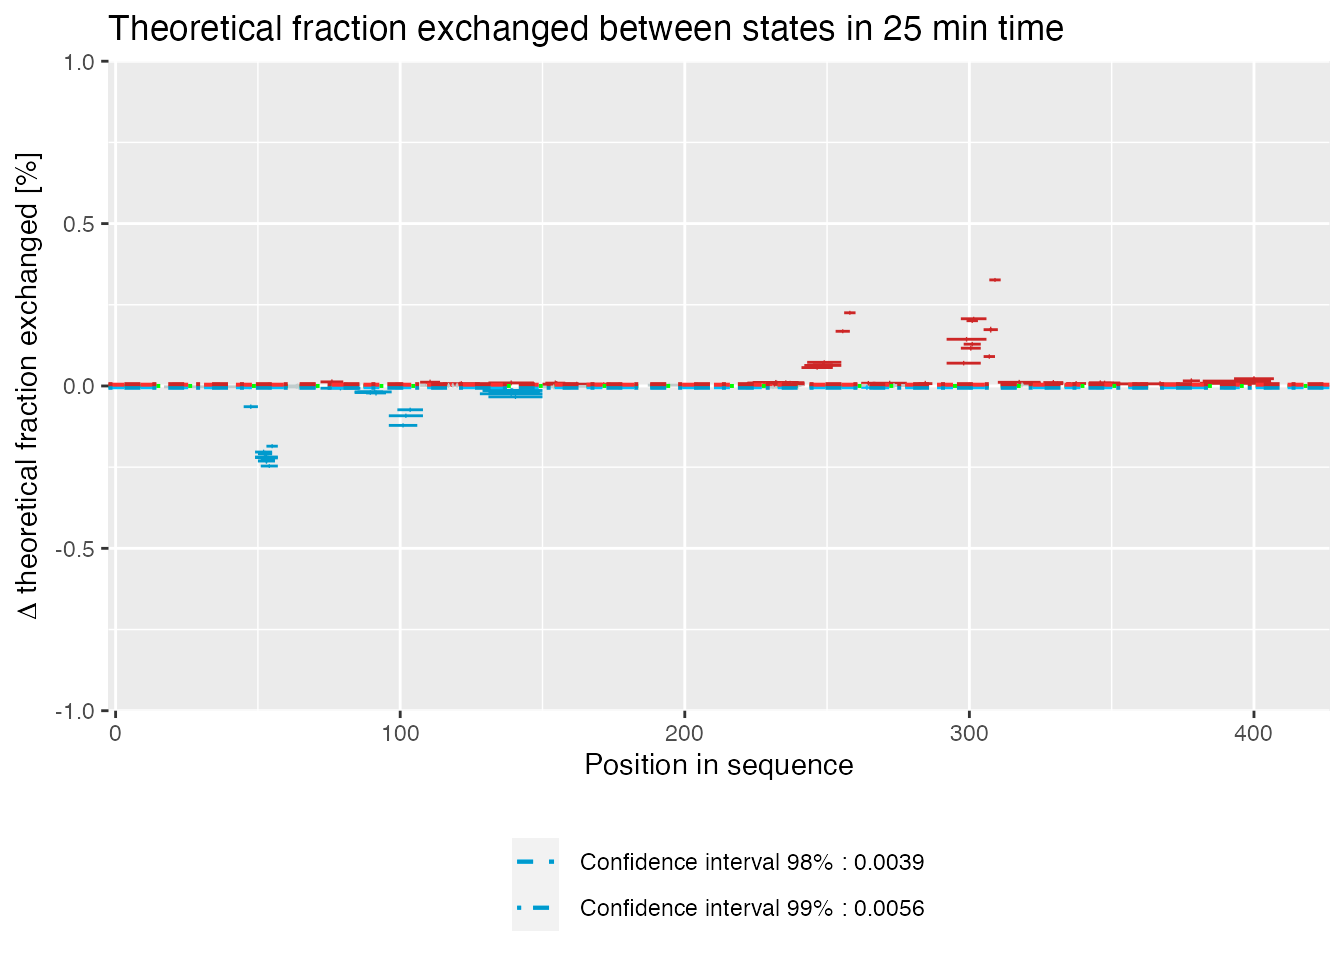 Theoretical fraction exchanged between states in 25 min time
Δ theoretical fraction exchanged [%]
1.0
0.5
0.0
-0.5
-1.0
0 100 200 300 400
Position in sequence
Confidence interval 98% : 0.0039
Confidence interval 99% : 0.0056